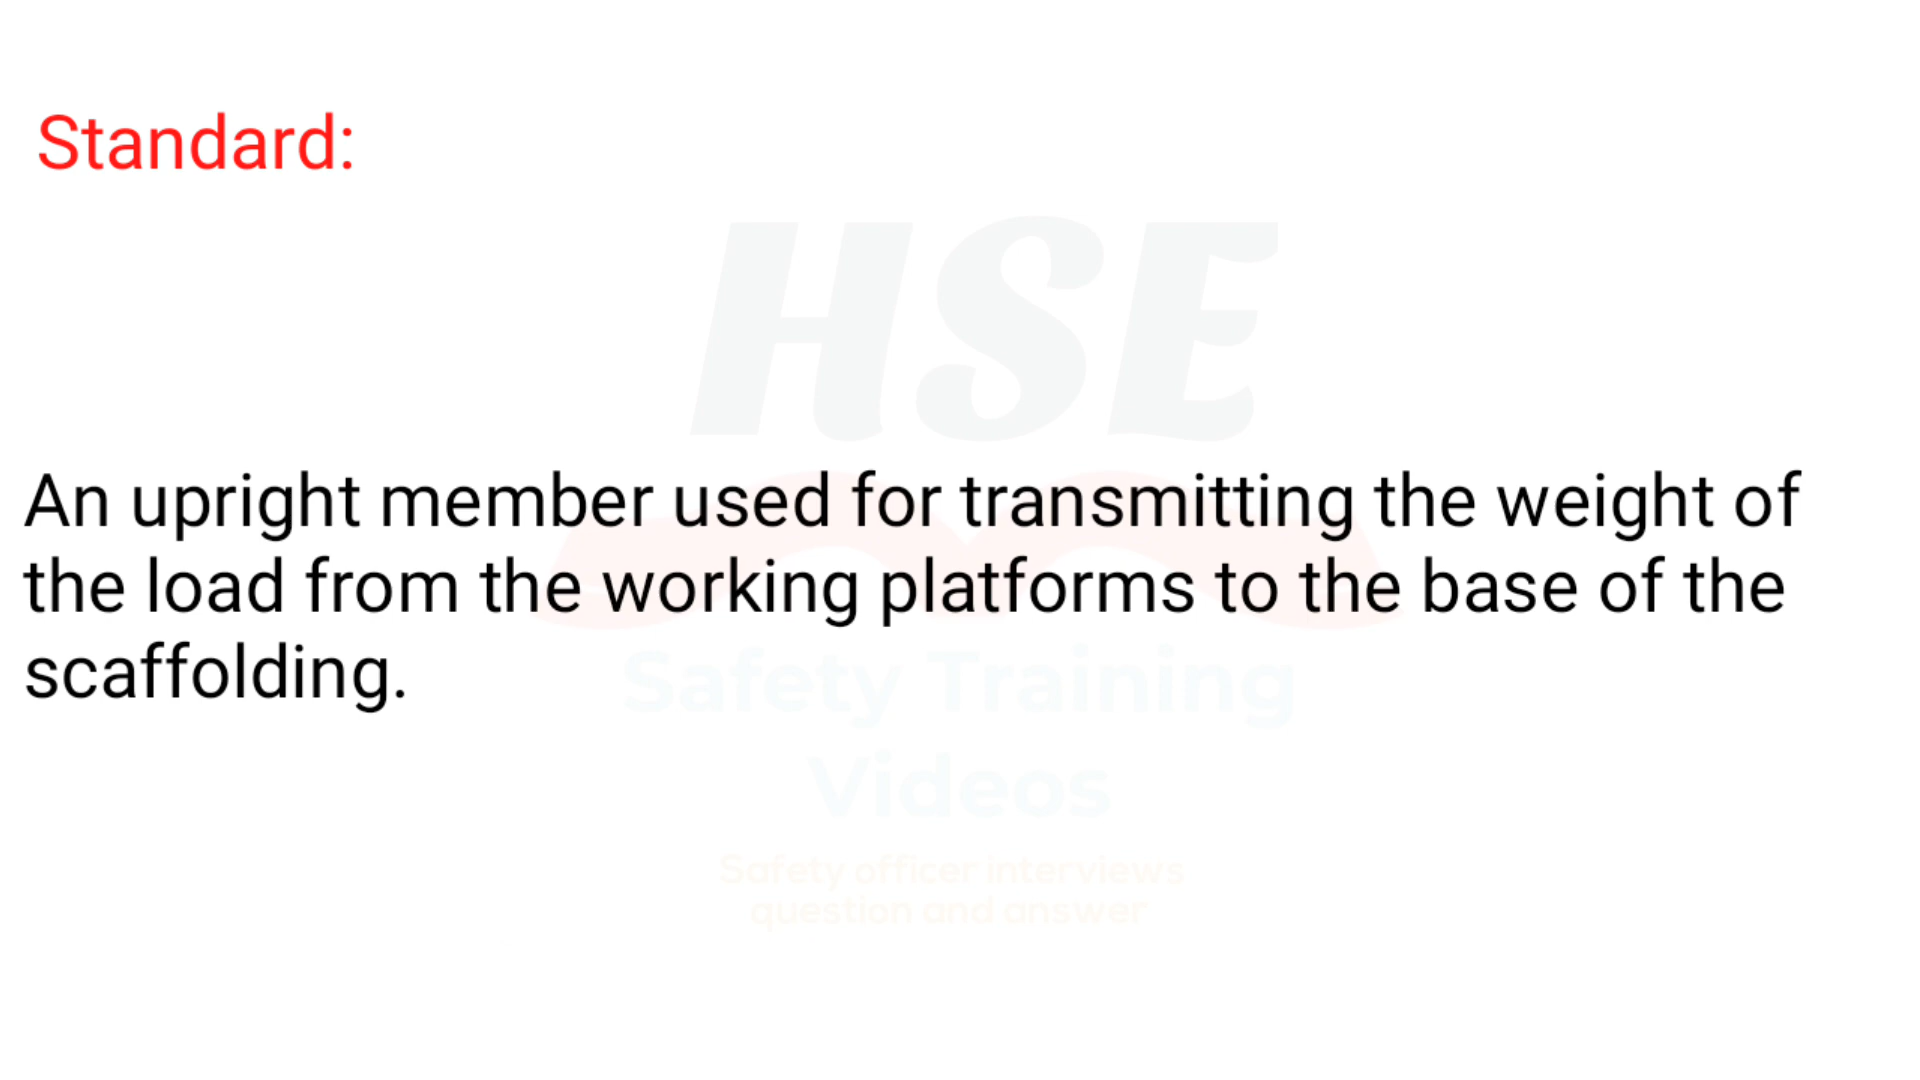 Standard:
HSE
An upright member used for transmitting the weight of
the load from the working platforms to the base of the
scaffolding.
Safety Training
Videos
Safety officer interviews
question and answer